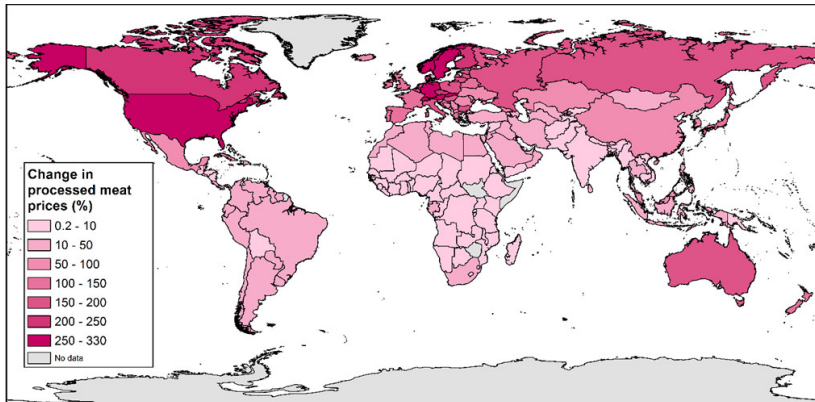 Change in
processed meat
prices (%)
0.2 - 10
10 - 50
50 - 100
100 - 150
150 - 200
200 - 250
250 - 330
No data